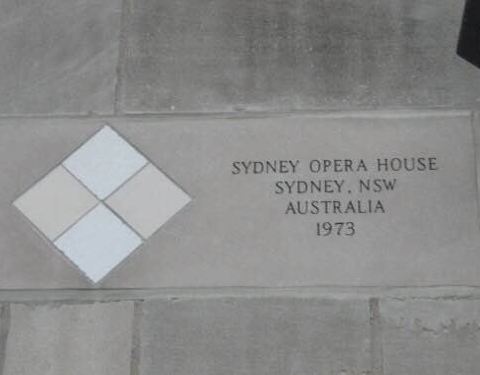 SYDNEY OPERA HOUSE
SYDNEY, NSW
AUSTRALIA
1973